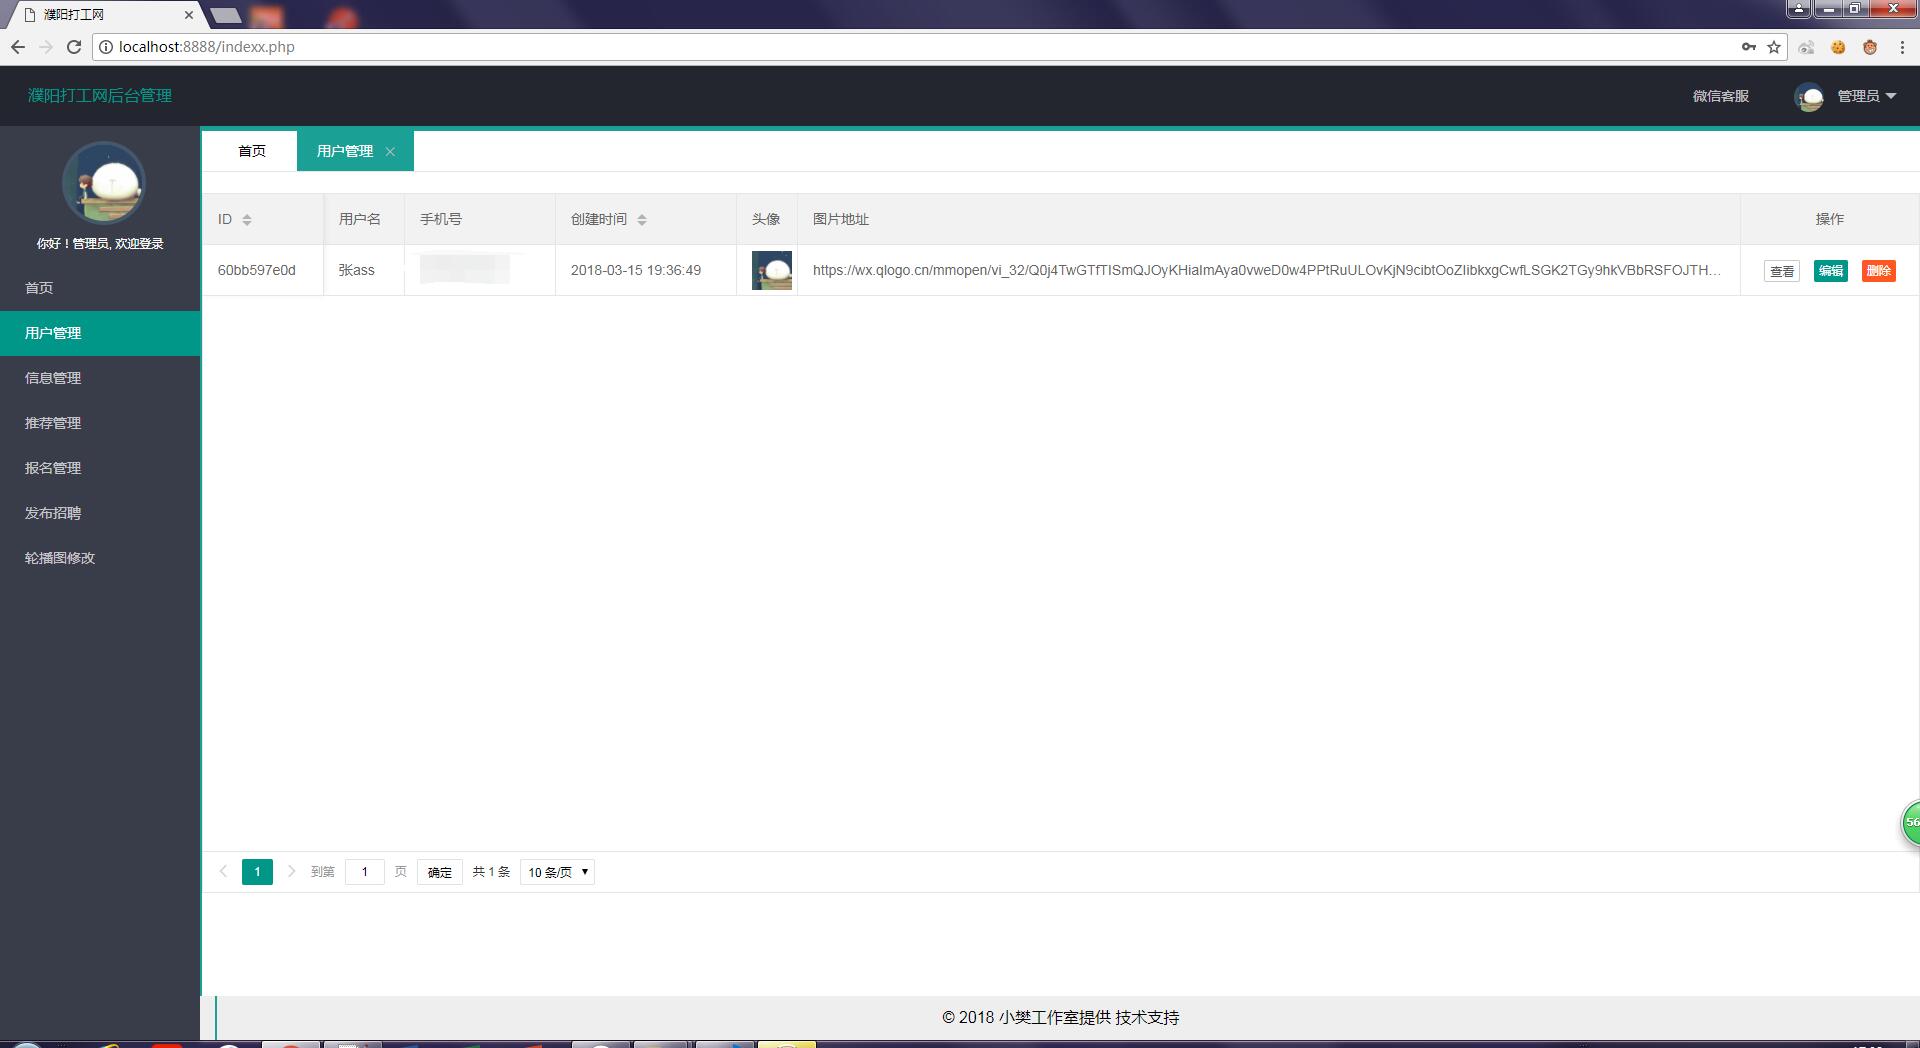 濮阳打工网
localhost:8888/indexx.php
濮阳打工网后台管理
微信客服
管理员
你好！管理员, 欢迎登录
首页
用户管理
信息管理
推荐管理
报名管理
发布招聘
轮播图修改
首页
用户管理
ID 用户名 手机号 创建时间 头像 图片地址 操作
60bb597e0d 张ass 2018-03-15 19:36:49 https://wx.qlogo.cn/mmopen/vi_32/Q0j4TwGTfTISmQJOyKHiaImAya0vweD0w4PPtRuULOvKjN9cibtOoZIibkxgCwfLSGK2TGy9hkVBbRSFOJTH... 查看 编辑 删除
1 到第 1 页 确定 共 1 条 10 条/页
56
© 2018 小樊工作室提供 技术支持